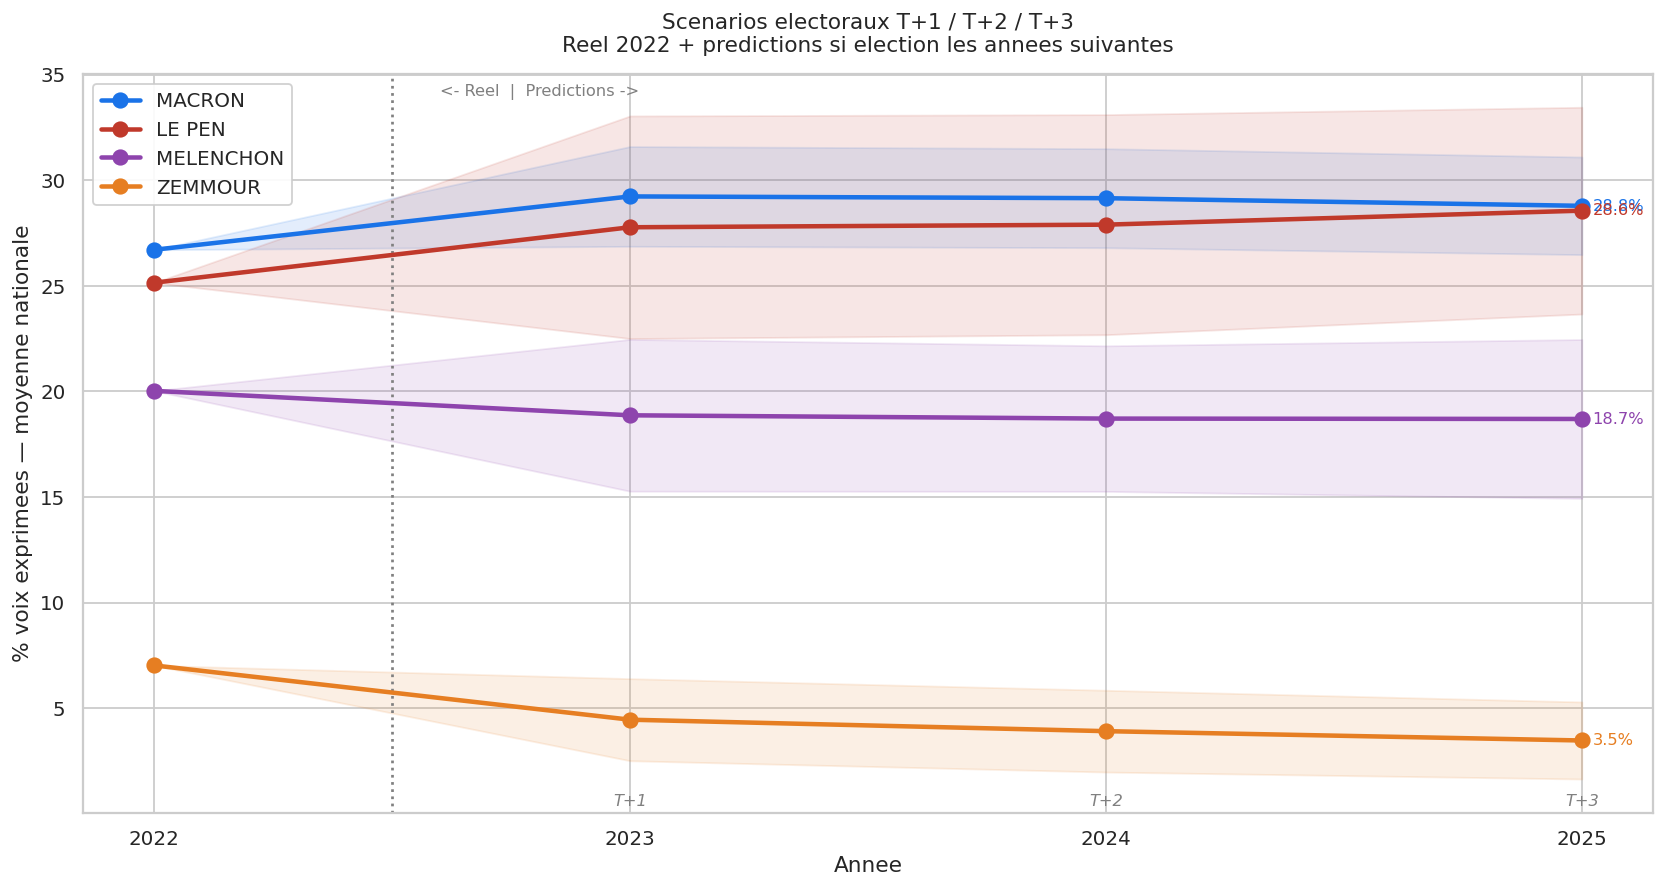 Scenarios electoraux T+1 / T+2 / T+3
Reel 2022 + predictions si election les annees suivantes
<- Reel | Predictions ->
MACRON
LE PEN
MELENCHON
ZEMMOUR
% voix exprimees — moyenne nationale
35
30
25
20
15
10
5
28.8%
28.6%
18.7%
3.5%
T+1
T+2
T+3
2022
2023
2024
2025
Annee